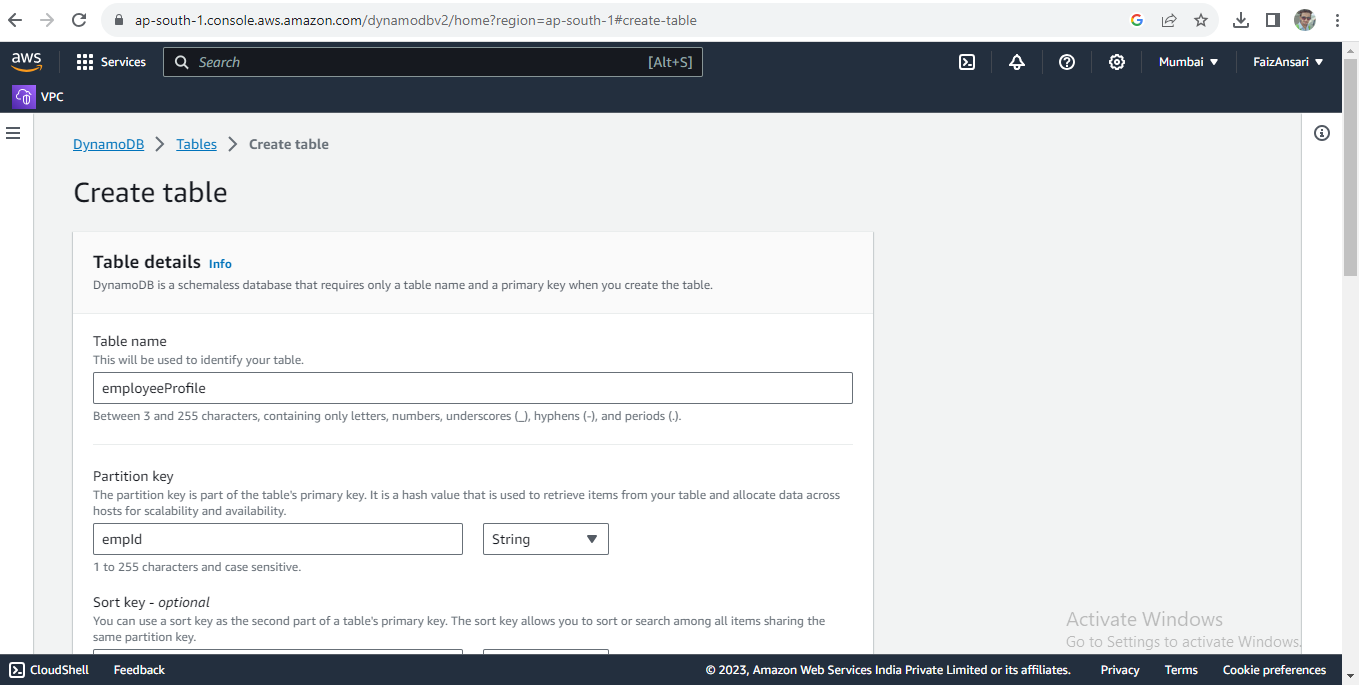 ap-south-1.console.aws.amazon.com/dynamodbv2/home?region=ap-south-1#create-table
aws Services Search [Alt+S] Mumbai FaizAnsari
VPC
DynamoDB Tables Create table
Create table
Table details Info
DynamoDB is a schemaless database that requires only a table name and a primary key when you create the table.
Table name
This will be used to identify your table.
employeeProfile
Between 3 and 255 characters, containing only letters, numbers, underscores (_), hyphens (-), and periods (.).
Partition key
The partition key is part of the table's primary key. It is a hash value that is used to retrieve items from your table and allocate data across
hosts for scalability and availability.
empId String
1 to 255 characters and case sensitive.
Sort key - optional
You can use a sort key as the second part of a table's primary key. The sort key allows you to sort or search among all items sharing the
same partition key.
Activate Windows
Go to Settings to activate Windows.
CloudShell Feedback © 2023, Amazon Web Services India Private Limited or its affiliates. Privacy Terms Cookie preferences